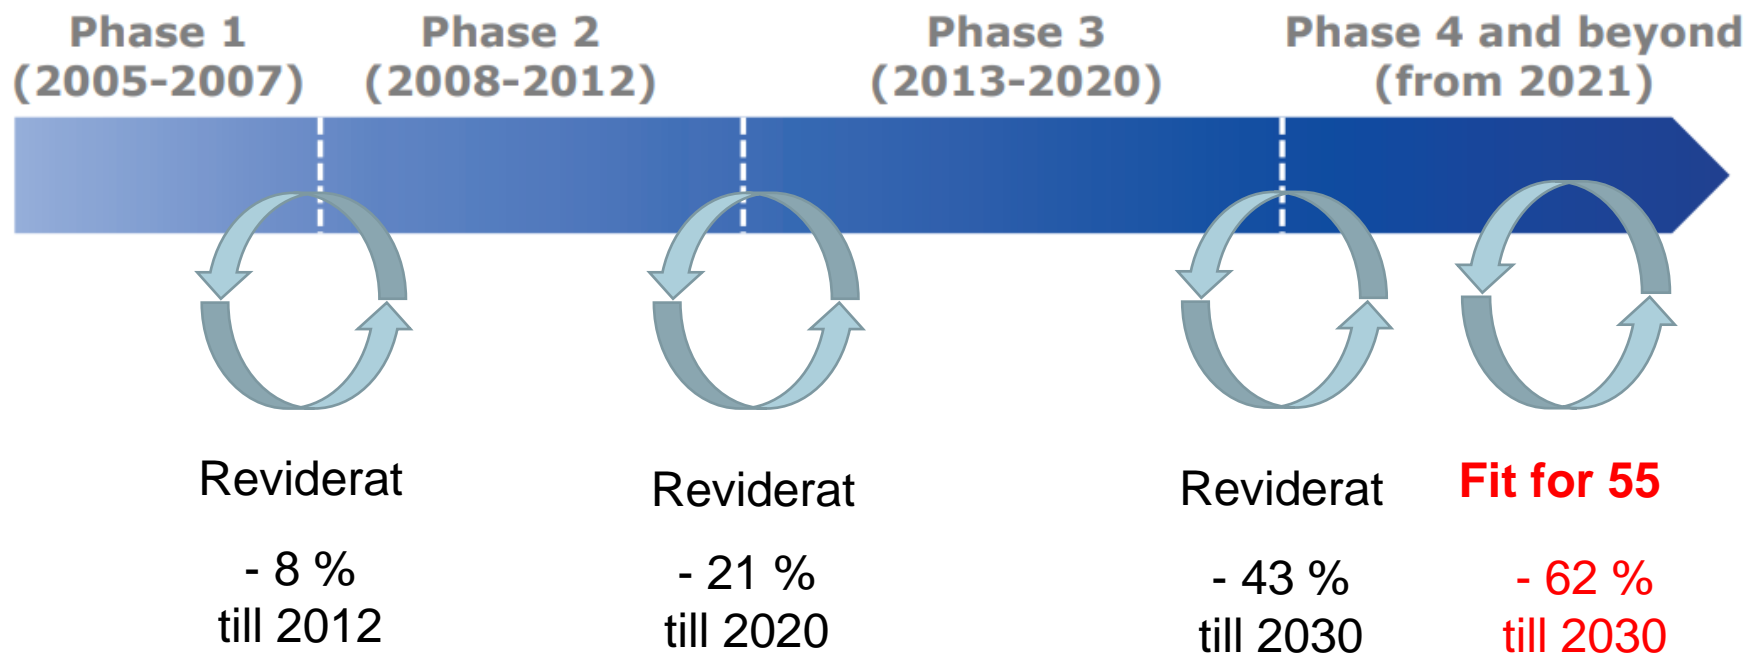 Phase 1
(2005-2007)
Phase 2
(2008-2012)
Phase 3
(2013-2020)
Phase 4 and beyond
(from 2021)
Reviderat
- 8 %
till 2012
Reviderat
- 21 %
till 2020
Reviderat
- 43 %
till 2030
Fit for 55
- 62 %
till 2030